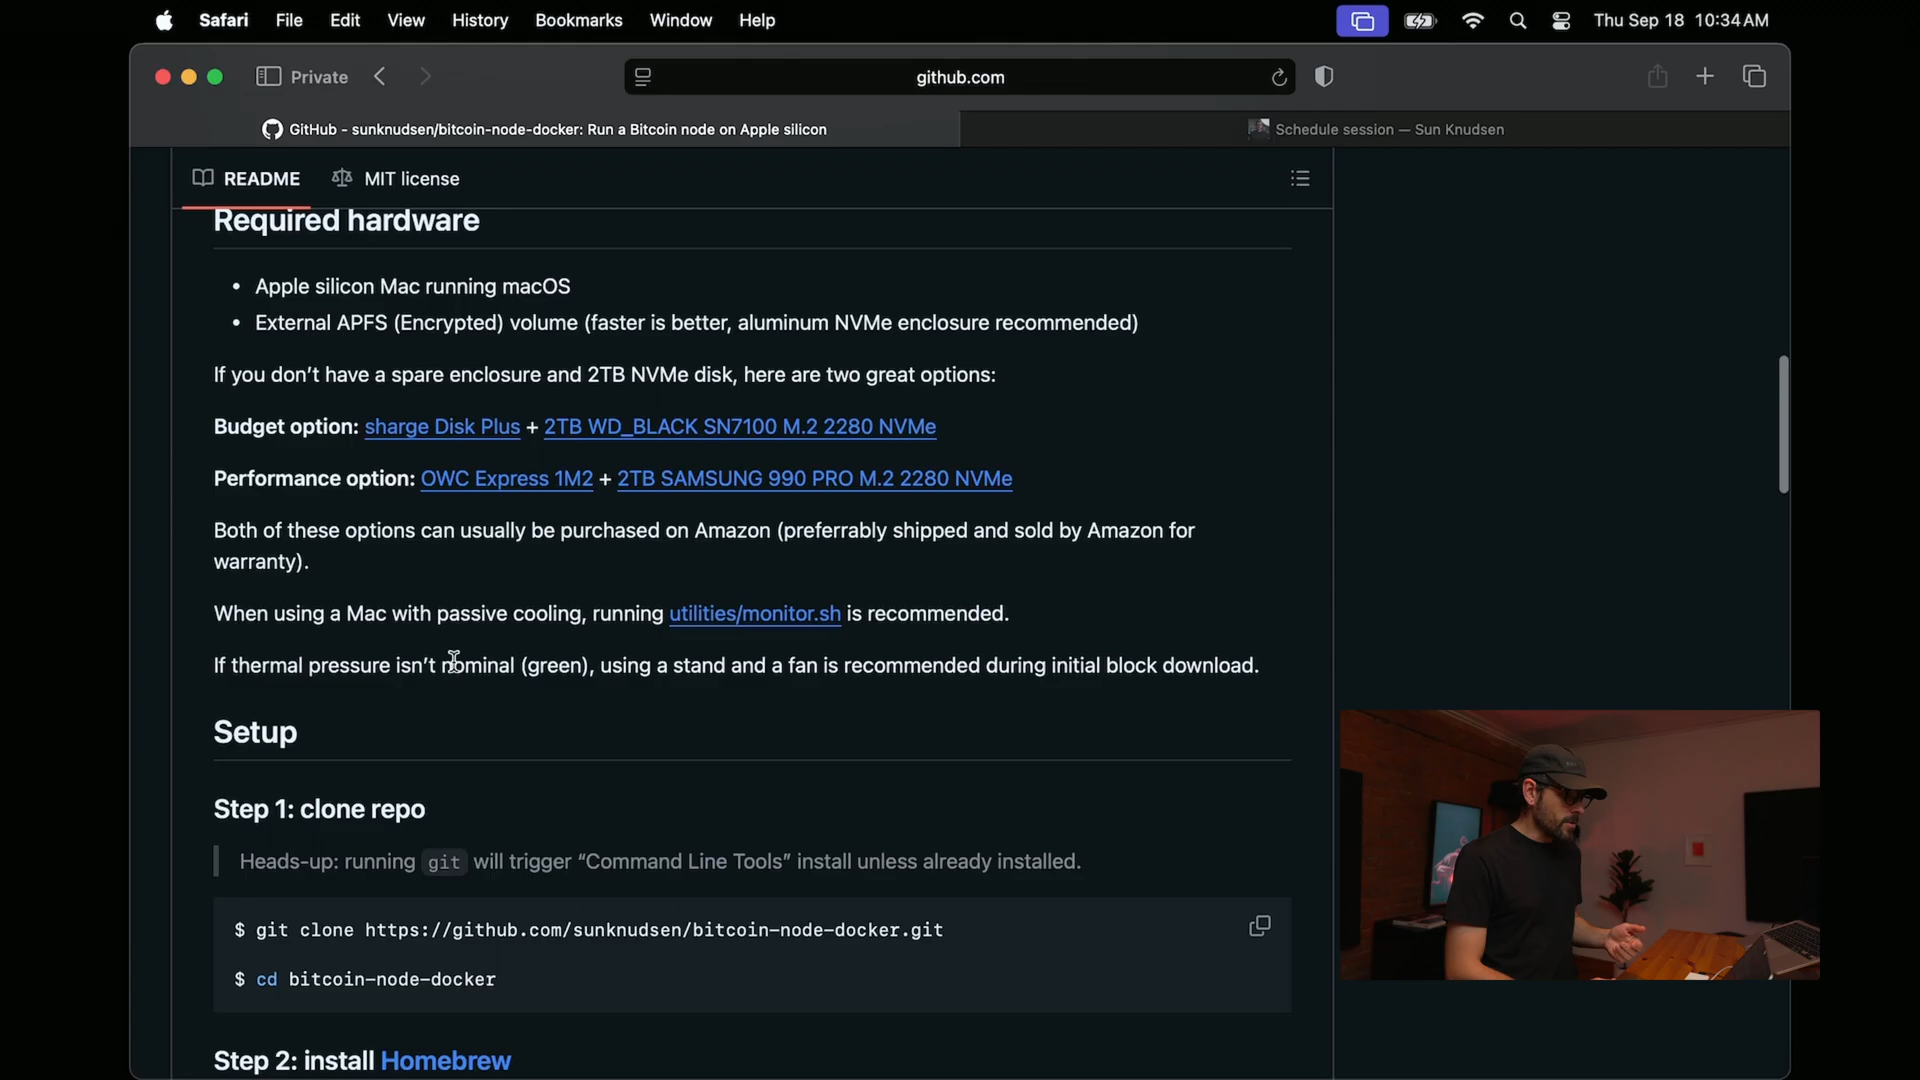 Safari File Edit View History Bookmarks Window Help Thu Sep 18 10:34 AM
Private github.com
GitHub - sunknudsen/bitcoin-node-docker: Run a Bitcoin node on Apple silicon Schedule session — Sun Knudsen
README MIT license
Required hardware
• Apple silicon Mac running macOS
• External APFS (Encrypted) volume (faster is better, aluminum NVMe enclosure recommended)
If you don't have a spare enclosure and 2TB NVMe disk, here are two great options:
Budget option: sharge Disk Plus + 2TB WD_BLACK SN7100 M.2 2280 NVMe
Performance option: OWC Express 1M2 + 2TB SAMSUNG 990 PRO M.2 2280 NVMe
Both of these options can usually be purchased on Amazon (preferrably shipped and sold by Amazon for
warranty).
When using a Mac with passive cooling, running utilities/monitor.sh is recommended.
If thermal pressure isn't nominal (green), using a stand and a fan is recommended during initial block download.
Setup
Step 1: clone repo
Heads-up: running git will trigger “Command Line Tools” install unless already installed.
$ git clone https://github.com/sunknudsen/bitcoin-node-docker.git
$ cd bitcoin-node-docker
Step 2: install Homebrew